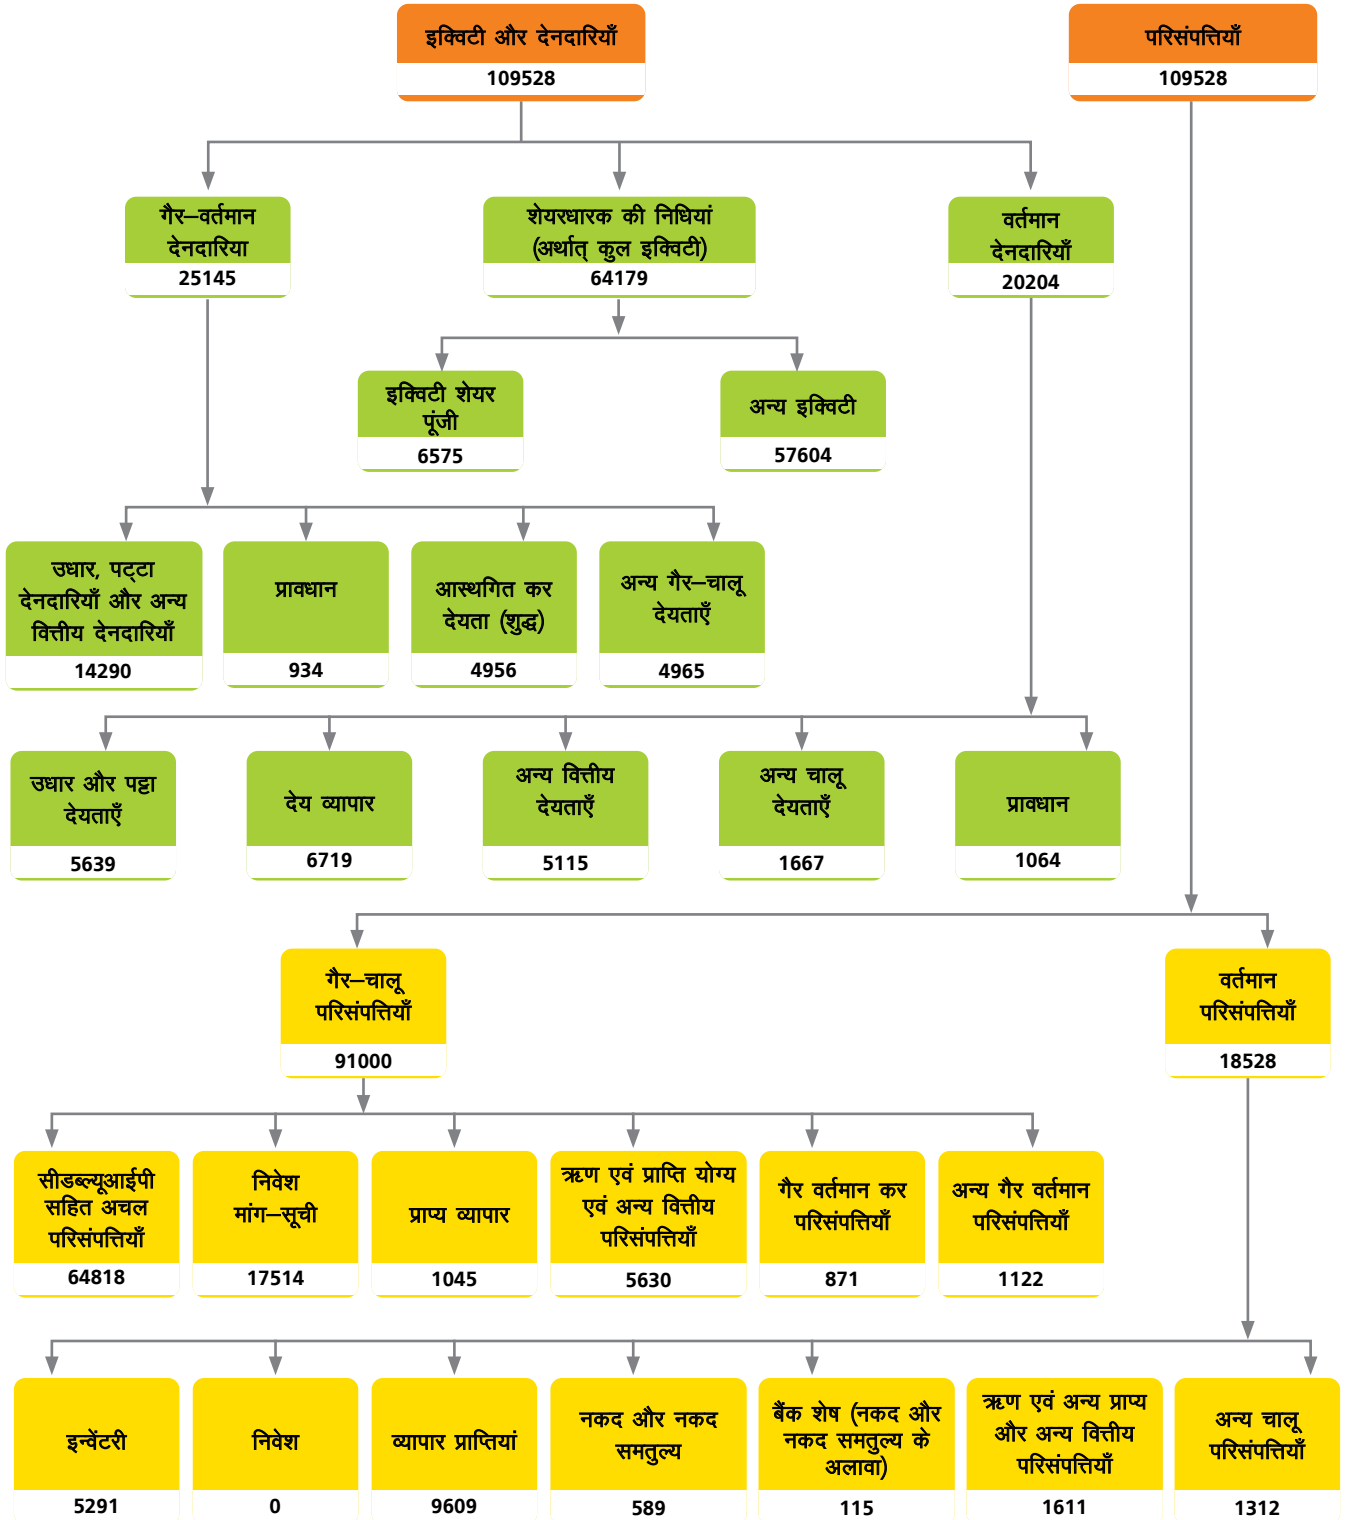 इक्विटी और देनदारियाँ
109528
परिसंपत्तियाँ
109528
गैर–वर्तमान
देनदारिया
25145
शेयरधारक की निधियां
(अर्थात् कुल इक्विटी)
64179
वर्तमान
देनदारियाँ
20204
इक्विटी शेयर
पूंजी
6575
अन्य इक्विटी
57604
उधार, पट्टा
देनदारियाँ और अन्य
वित्तीय देनदारियाँ
14290
प्रावधान
934
आस्थगित कर
देयता (शुद्ध)
4956
अन्य गैर–चालू
देयताएँ
4965
उधार और पट्टा
देयताएँ
5639
देय व्यापार
6719
अन्य वित्तीय
देयताएँ
5115
अन्य चालू
देयताएँ
1667
प्रावधान
1064
गैर–चालू
परिसंपत्तियाँ
91000
वर्तमान
परिसंपत्तियाँ
18528
सीडब्ल्यूआईपी
सहित अचल
परिसंपत्तियाँ
64818
निवेश
मांग–सूची
17514
प्राप्य व्यापार
1045
ऋण एवं प्राप्ति योग्य
एवं अन्य वित्तीय
परिसंपत्तियाँ
5630
गैर वर्तमान कर
परिसंपत्तियाँ
871
अन्य गैर वर्तमान
परिसंपत्तियाँ
1122
इन्वेंटरी
5291
निवेश
0
व्यापार प्राप्तियां
9609
नकद और नकद
समतुल्य
589
बैंक शेष (नकद और
नकद समतुल्य के
अलावा)
115
ऋण एवं अन्य प्राप्य
और अन्य वित्तीय
परिसंपत्तियाँ
1611
अन्य चालू
परिसंपत्तियाँ
1312